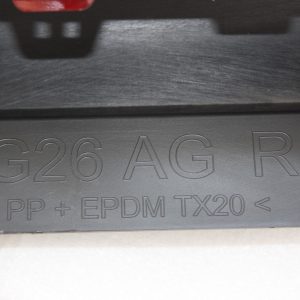 G26 AG R
PP + EPDM TX20 <